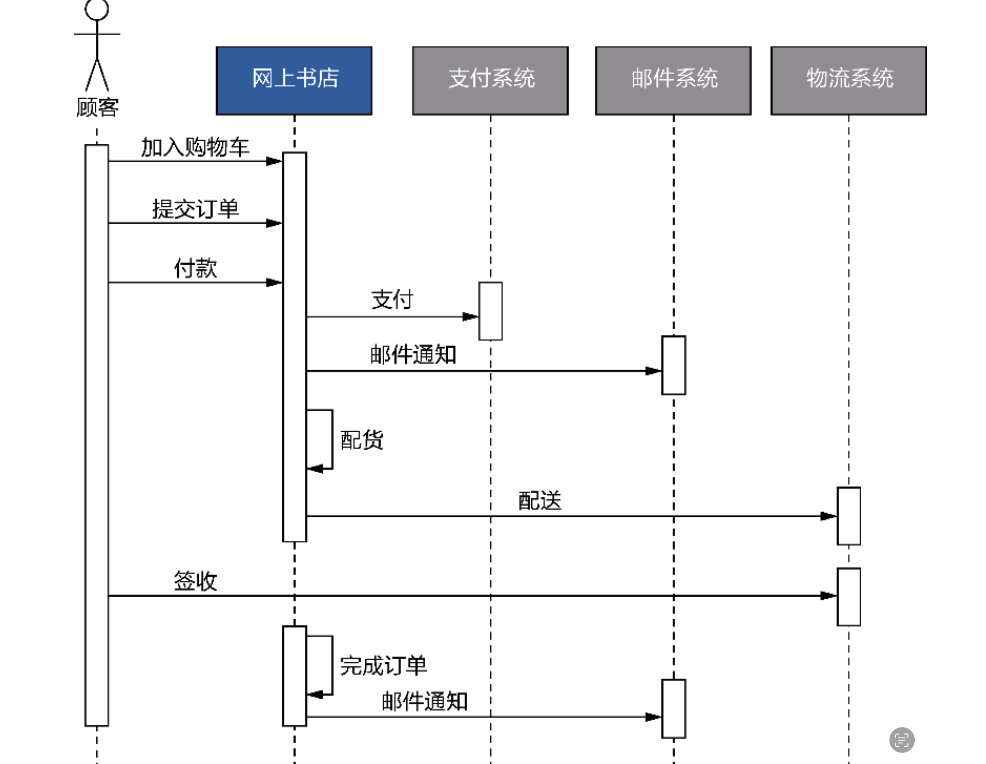 顾客
网上书店
支付系统
邮件系统
物流系统
加入购物车
提交订单
付款
支付
邮件通知
配货
配送
签收
完成订单
邮件通知